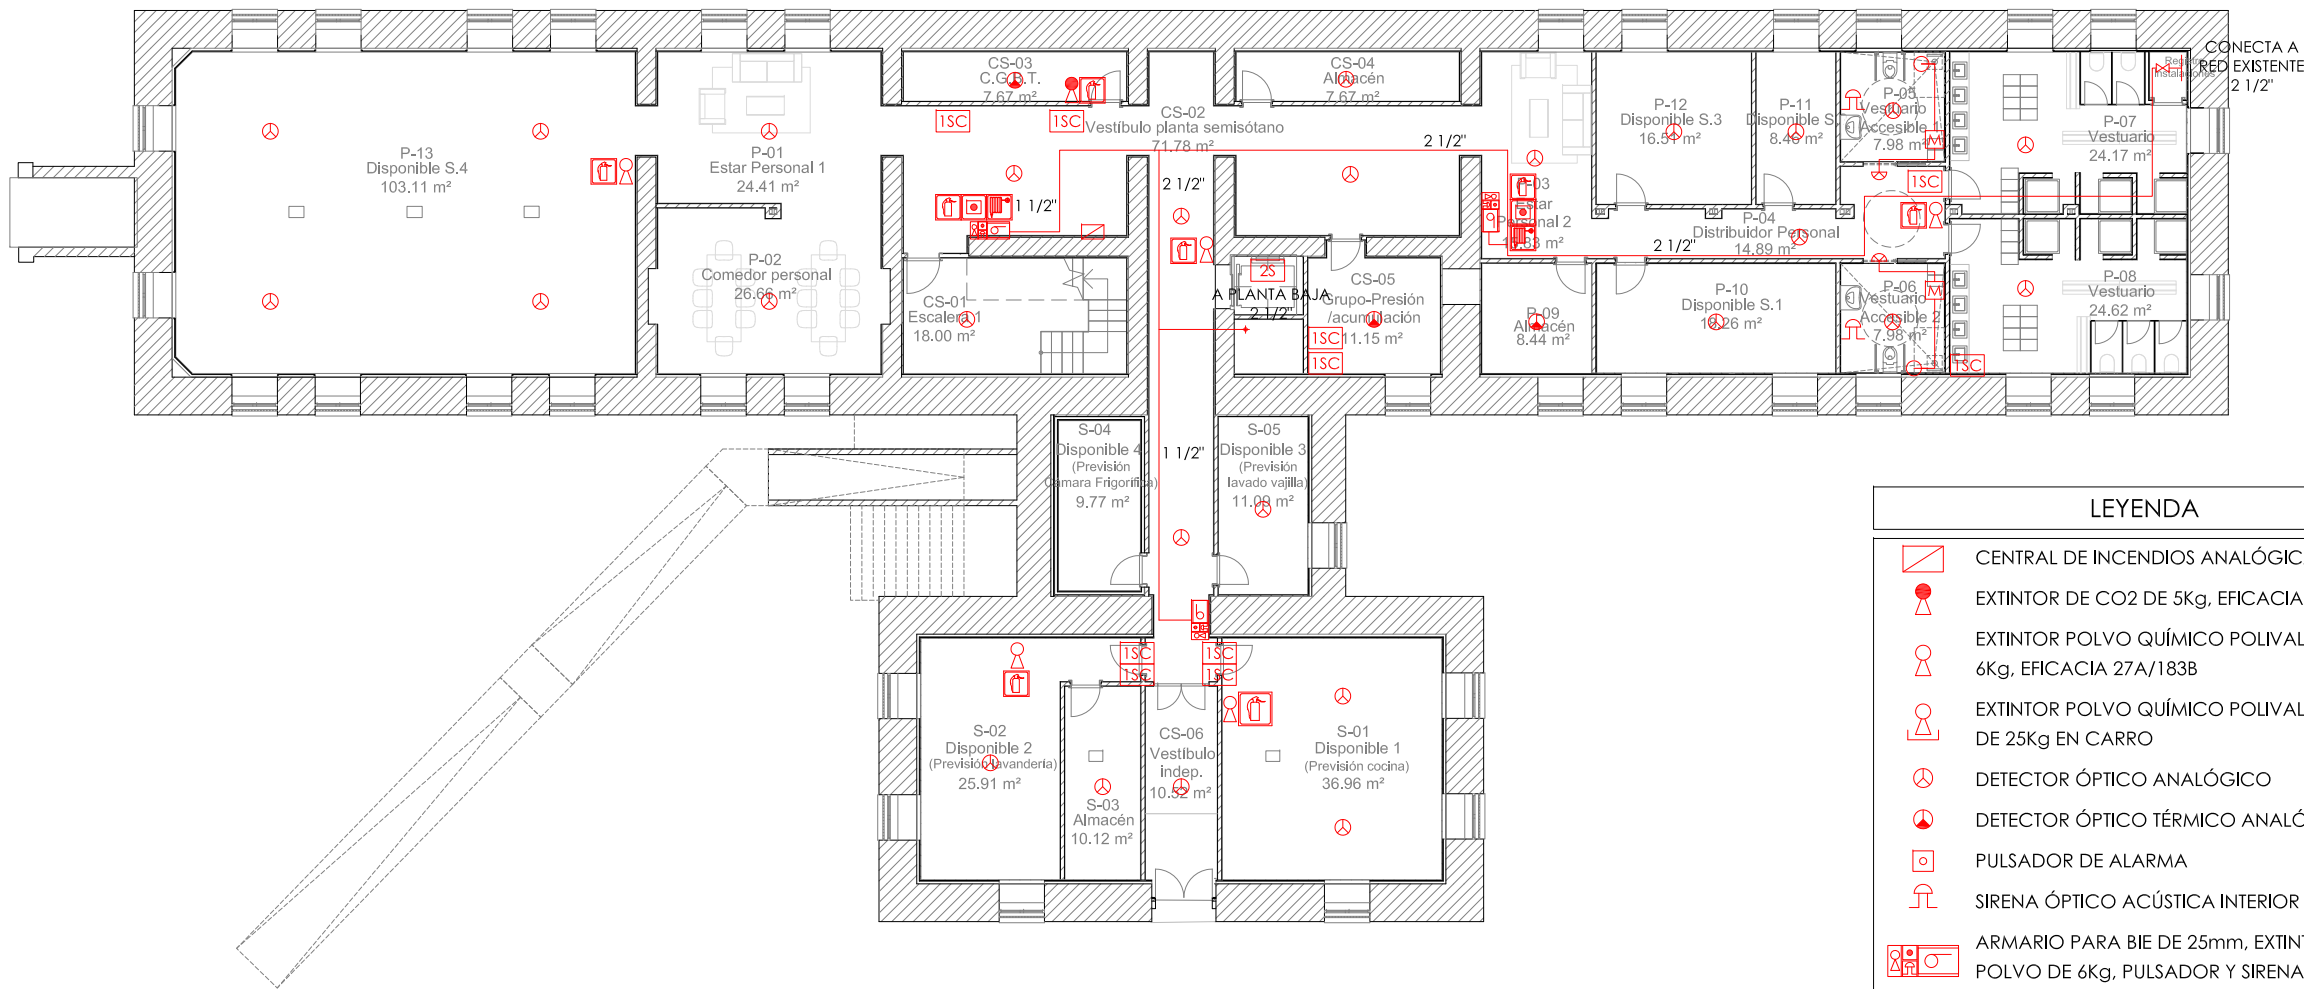 CONECTA A
RED EXISTENTE
2 1/2"
CS-03
C.G.B.T.
7.67 m²
CS-04
Almacén
7.67 m²
1SC
1SC
CS-02
Vestíbulo planta semisótano
71.78 m²
P-13
Disponible S.4
103.11 m²
P-01
Estar Personal 1
24.41 m²
P-12
Disponible S.3
16.51 m²
P-11
8.46 m²
P-05
Vestuario
Accesible 1
7.98 m²
M
P-07
Vestuario
24.17 m²
2 1/2"
2 1/2"
1 1/2"
Estar
Personal 2
1SC
P-04
Distribuidor Personal
14.89 m²
2 1/2"
P-02
Comedor personal
26.66 m²
CS-01
Escalera 1
18.00 m²
2S
A PLANTA BAJA
2 1/2"
CS-05
Grupo-Presión
/acumulación
11.15 m²
1SC
1SC
P-09
Almacén
8.44 m²
P-10
Disponible S.1
P-06
Vestuario
Accesible 2
7.98 m²
M
1SC
P-08
Vestuario
24.62 m²
S-04
Disponible 4
(Previsión
Cámara Frigorífica)
9.77 m²
1 1/2"
S-05
Disponible 3
(Previsión
lavado vajilla)
11.09 m²
1SC
1SC
1SC
1SC
S-02
Disponible 2
(Previsión lavandería)
25.91 m²
S-03
Almacén
10.12 m²
CS-06
Vestíbulo
indep.
10.52 m²
S-01
Disponible 1
(Previsión cocina)
36.96 m²
LEYENDA
CENTRAL DE INCENDIOS ANALÓGIC
EXTINTOR DE CO2 DE 5Kg, EFICACIA
EXTINTOR POLVO QUÍMICO POLIVAL
6Kg, EFICACIA 27A/183B
EXTINTOR POLVO QUÍMICO POLIVAL
DE 25Kg EN CARRO
DETECTOR ÓPTICO ANALÓGICO
DETECTOR ÓPTICO TÉRMICO ANALÓ
PULSADOR DE ALARMA
SIRENA ÓPTICO ACÚSTICA INTERIOR
ARMARIO PARA BIE DE 25mm, EXTIN
POLVO DE 6Kg, PULSADOR Y SIRENA